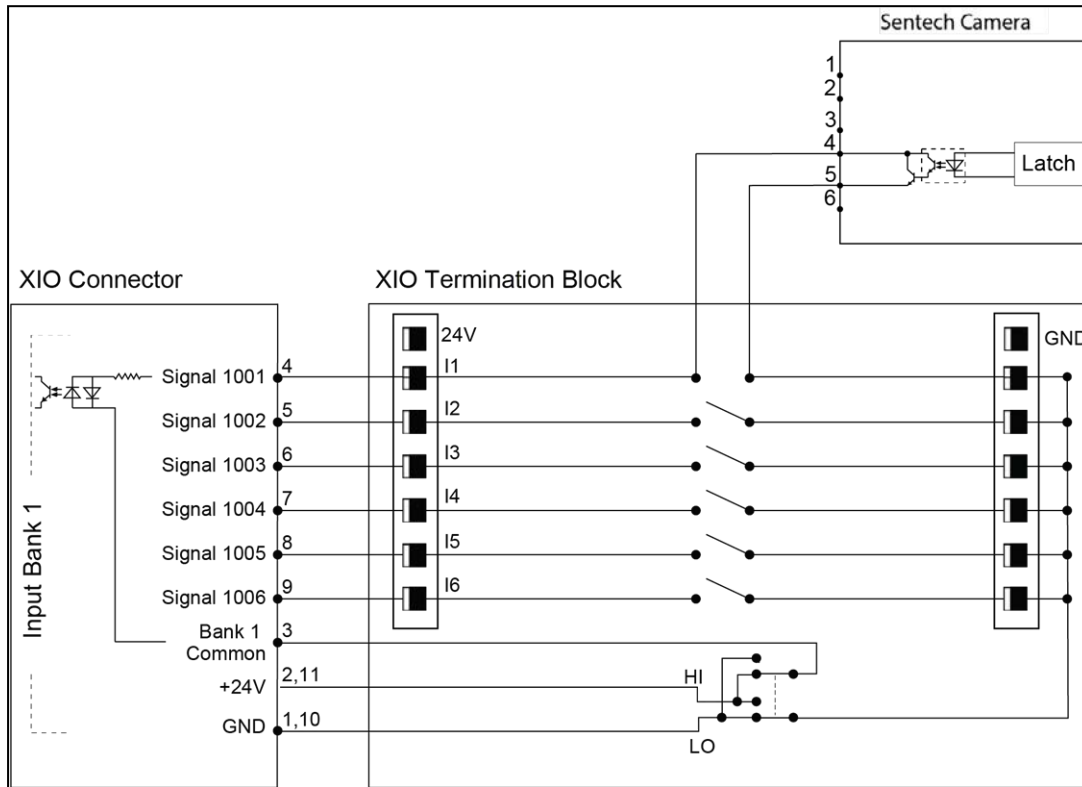 Sentech Camera
1
2
3
4
5
6
Latch
XIO Connector
XIO Termination Block
24V
GND
Signal 1001
4
I1
Signal 1002
5
I2
Signal 1003
6
I3
Signal 1004
7
I4
Signal 1005
8
I5
Signal 1006
9
I6
Input Bank 1
Bank 1
Common
3
+24V
2,11
HI
GND
1,10
LO